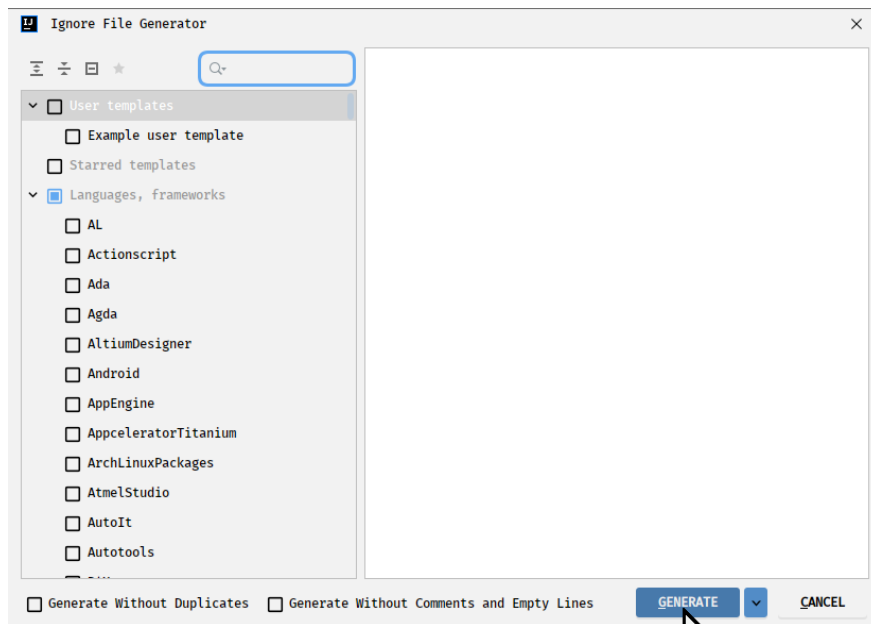 Ignore File Generator
User templates
Example user template
Starred templates
Languages, frameworks
AL
Actionscript
Ada
Agda
AltiumDesigner
Android
AppEngine
AppceleratorTitanium
ArchLinuxPackages
AtmelStudio
AutoIt
Autotools
Generate Without Duplicates
Generate Without Comments and Empty Lines
GENERATE
CANCEL